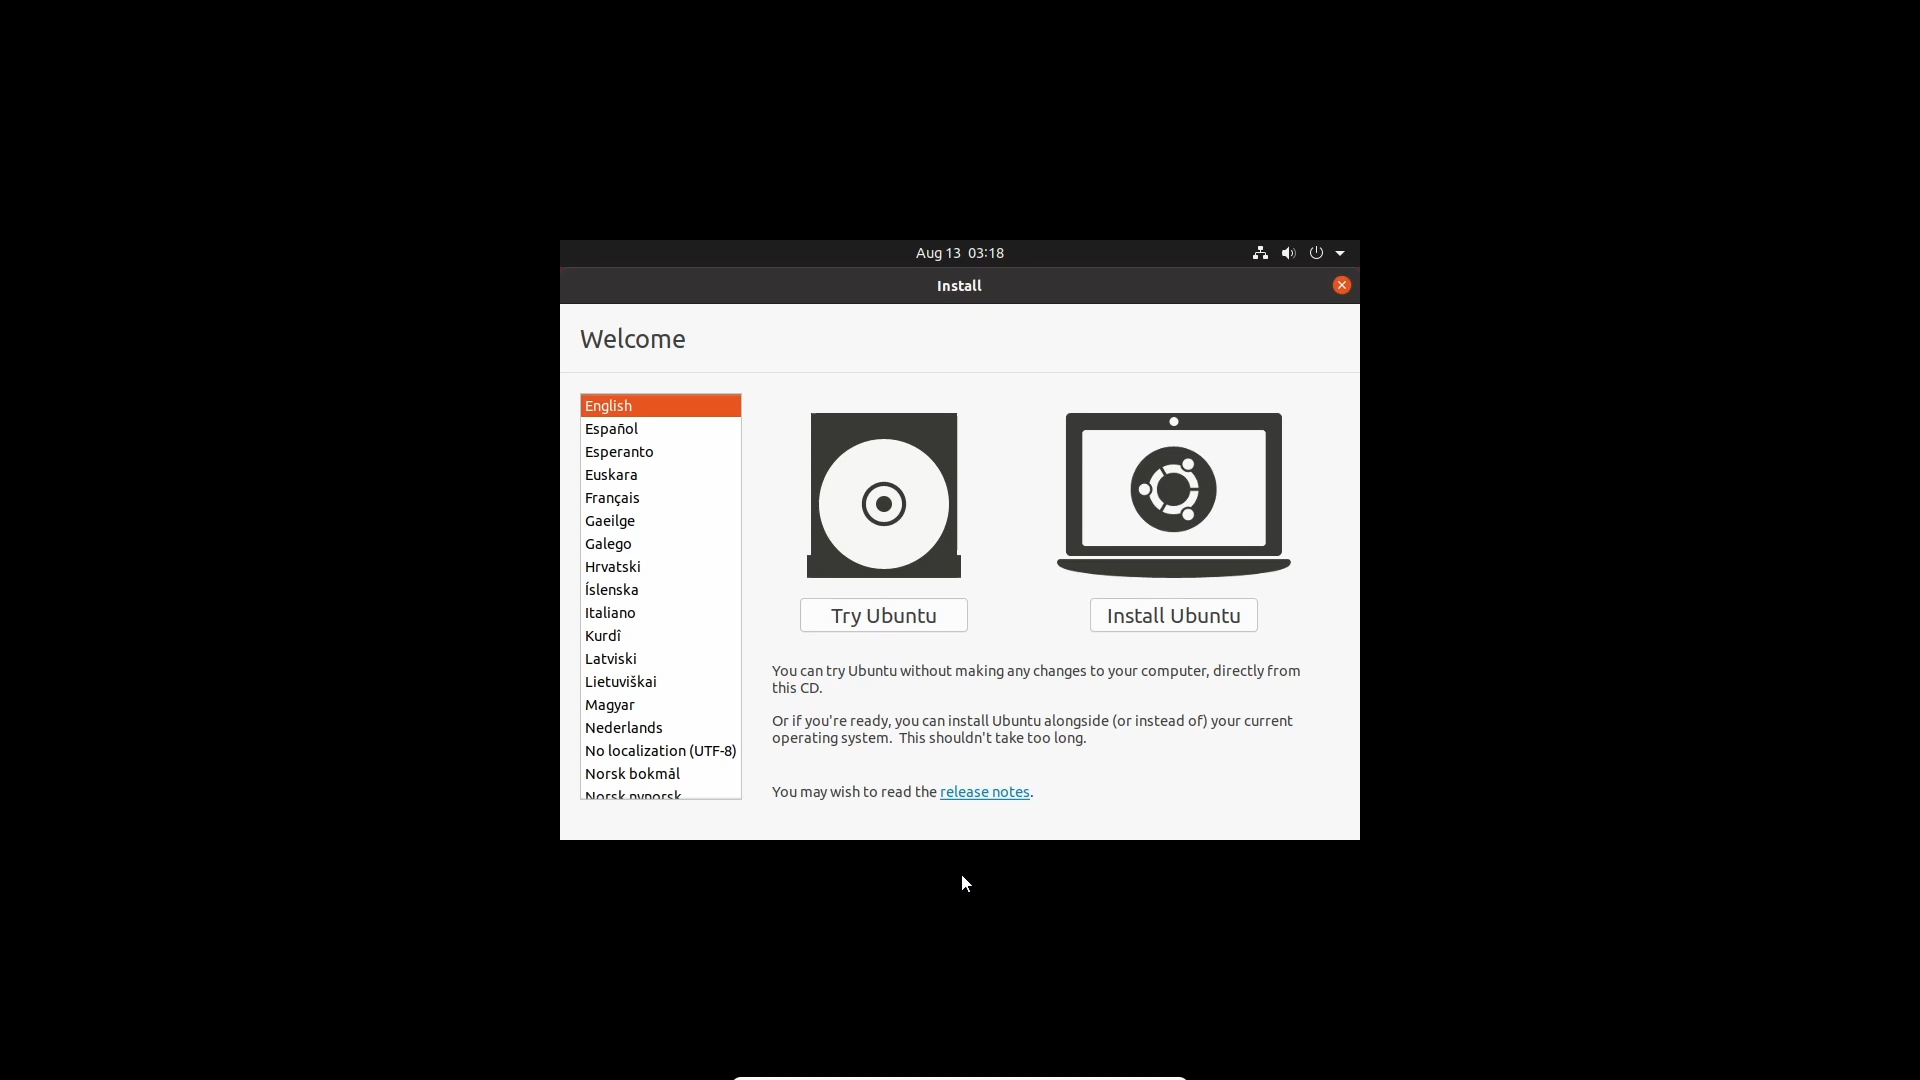 Aug 13  03:18
Install
Welcome
English
Español
Esperanto
Euskara
Français
Gaeilge
Galego
Hrvatski
Íslenska
Italiano
Kurdî
Latviski
Lietuviškai
Magyar
Nederlands
No localization (UTF-8)
Norsk bokmål
Norsk nynorsk
Try Ubuntu
Install Ubuntu
You can try Ubuntu without making any changes to your computer, directly from
this CD.
Or if you're ready, you can install Ubuntu alongside (or instead of) your current
operating system.  This shouldn't take too long.
You may wish to read the release notes.